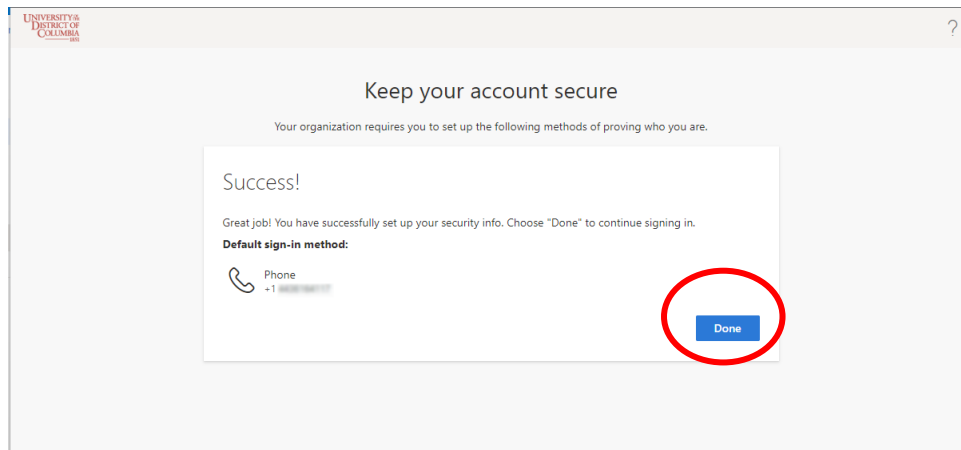 UNIVERSITY OF THE
DISTRICT OF
COLUMBIA
1851
?
Keep your account secure
Your organization requires you to set up the following methods of proving who you are.
Success!
Great job! You have successfully set up your security info. Choose "Done" to continue signing in.
Default sign-in method:
Phone
+1
Done